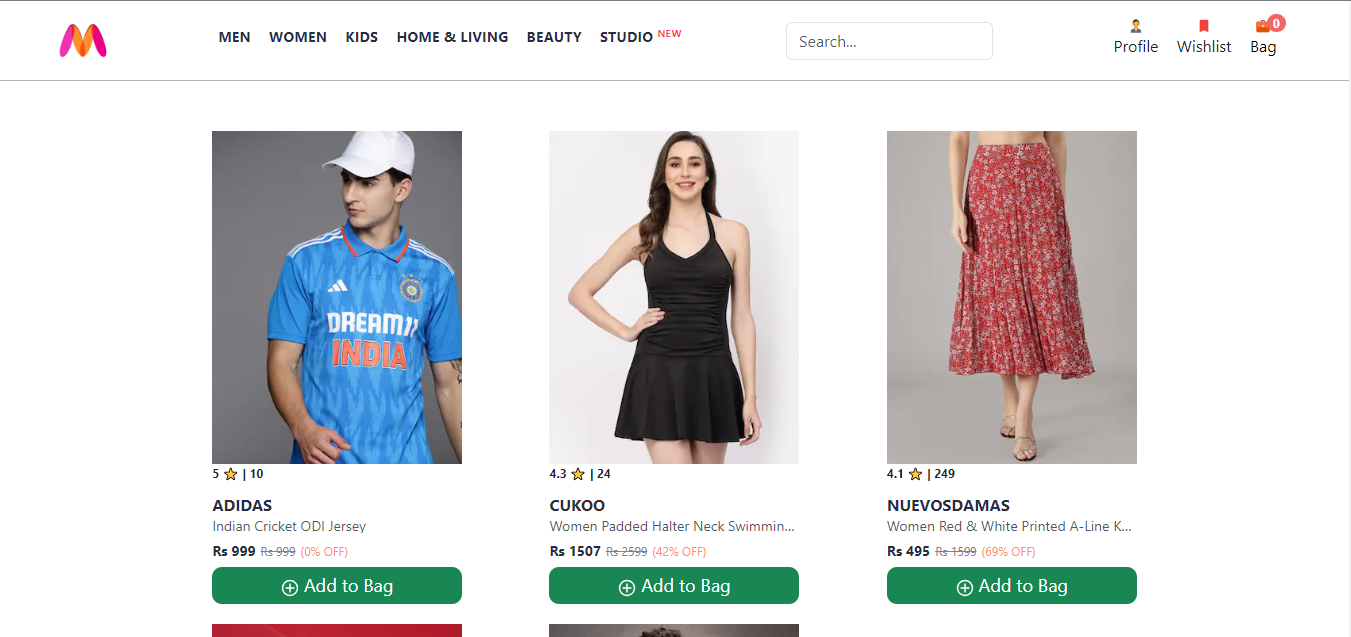 MEN WOMEN KIDS HOME & LIVING BEAUTY STUDIO NEW Search... Profile Wishlist Bag 0
DREAM11
INDIA
5 ⭐ | 10
ADIDAS
Indian Cricket ODI Jersey
Rs 999 Rs 999 (0% OFF)
Add to Bag
4.3 ⭐ | 24
CUKOO
Women Padded Halter Neck Swimmin...
Rs 1507 Rs 2599 (42% OFF)
Add to Bag
4.1 ⭐ | 249
NUEVOSDAMAS
Women Red & White Printed A-Line K...
Rs 495 Rs 1599 (69% OFF)
Add to Bag